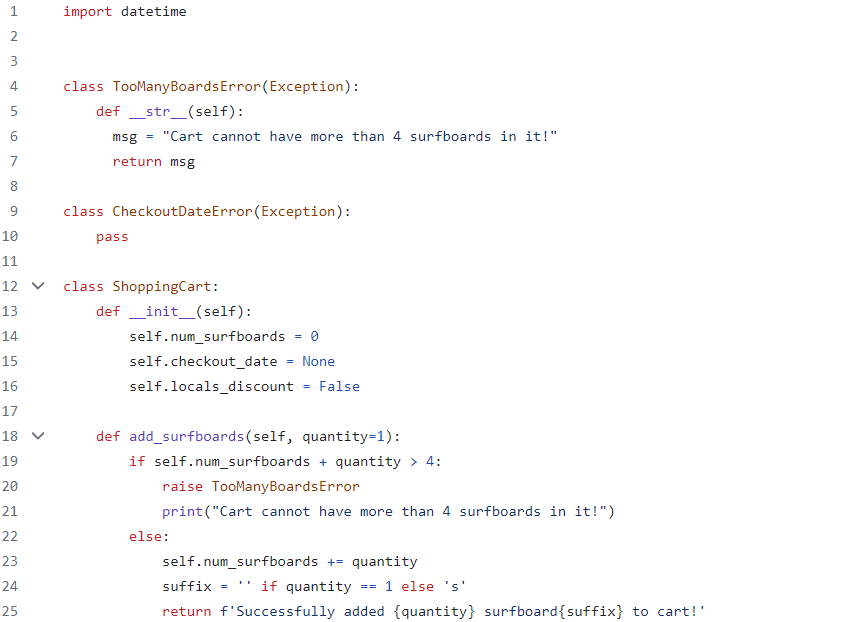 1 import datetime
2
3
4 class TooManyBoardsError(Exception):
5     def __str__(self):
6       msg = "Cart cannot have more than 4 surfboards in it!"
7       return msg
8
9 class CheckoutDateError(Exception):
10     pass
11
12 class ShoppingCart:
13     def __init__(self):
14         self.num_surfboards = 0
15         self.checkout_date = None
16         self.locals_discount = False
17
18     def add_surfboards(self, quantity=1):
19         if self.num_surfboards + quantity > 4:
20             raise TooManyBoardsError
21             print("Cart cannot have more than 4 surfboards in it!")
22         else:
23             self.num_surfboards += quantity
24             suffix = '' if quantity == 1 else 's'
25             return f'Successfully added {quantity} surfboard{suffix} to cart!'